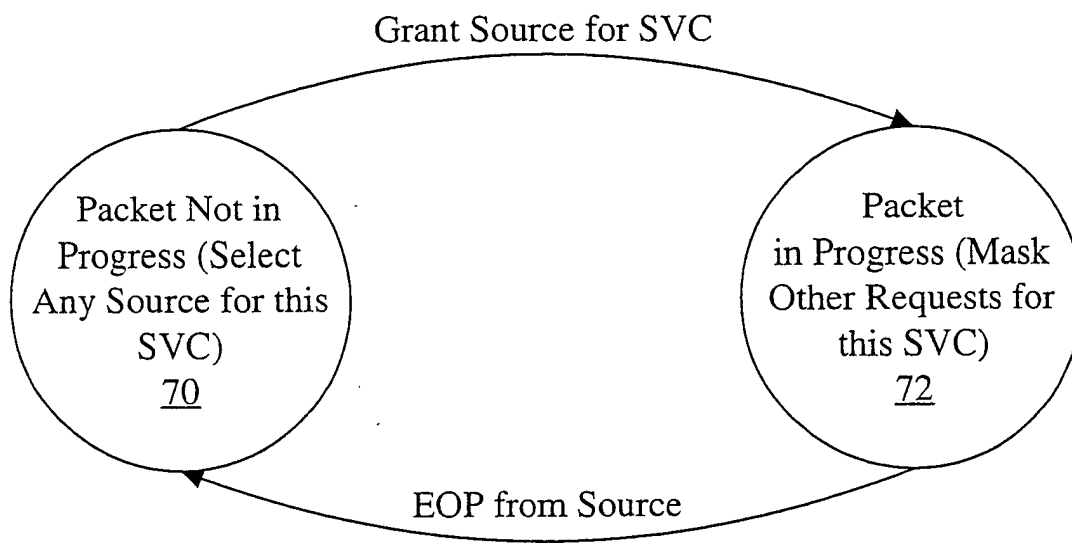 Grant Source for SVC
Packet Not in
Progress (Select
Any Source for this
SVC)
70
Packet
in Progress (Mask
Other Requests for
this SVC)
72
EOP from Source